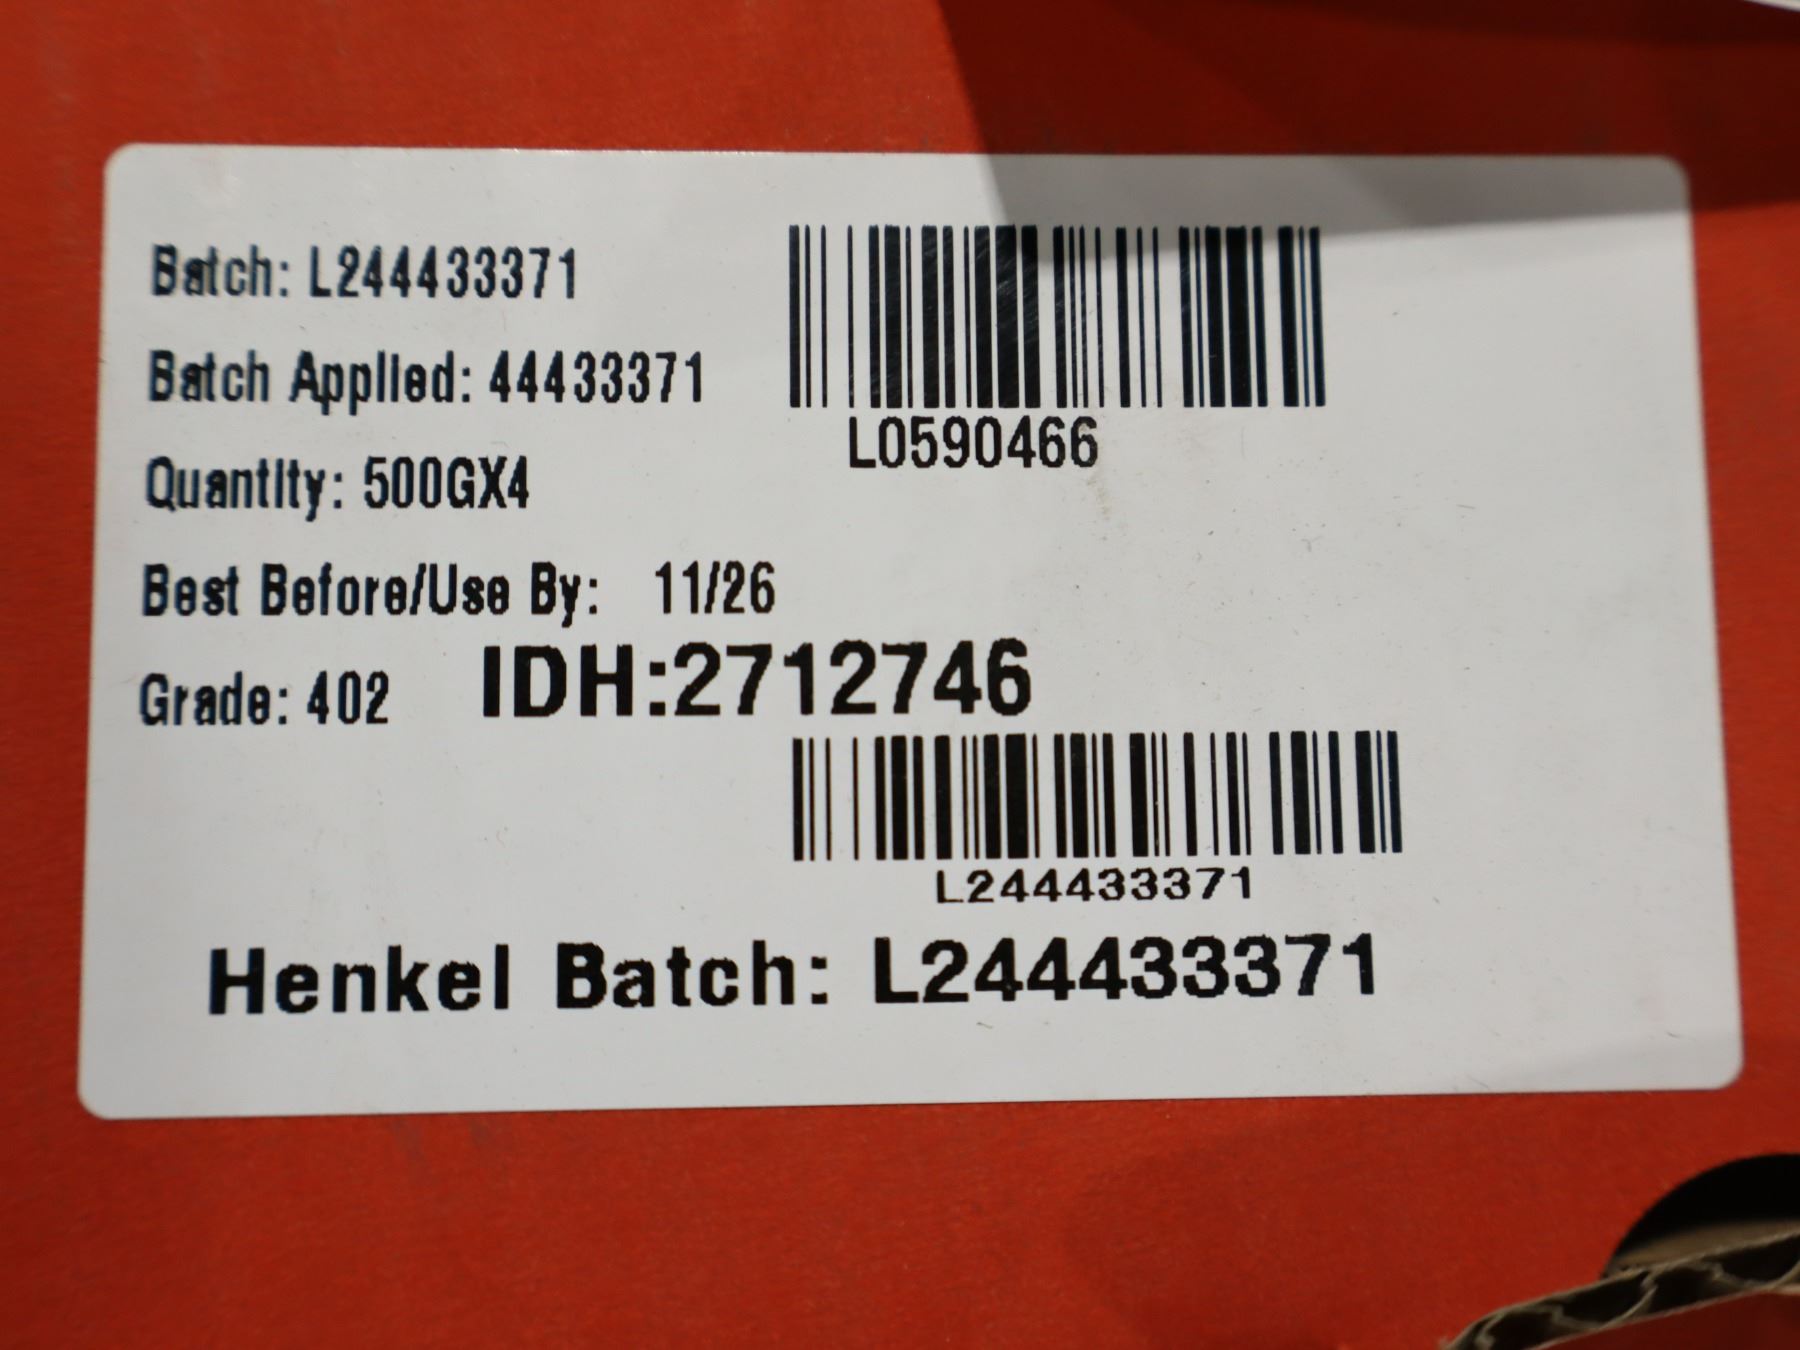 Batch: L244433371
L0590466
Batch Applied: 44433371
Quantity: 500GX4
Best Before/Use By: 11/26
Grade: 402
IDH:2712746
L244433371
Henkel Batch: L244433371